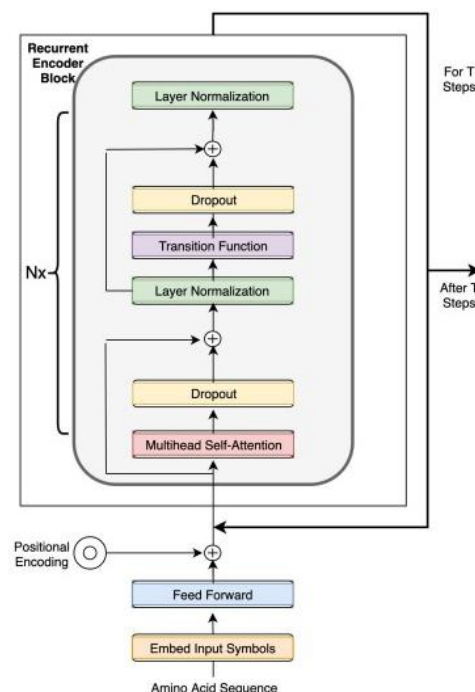 Recurrent
Encoder
Block
Layer Normalization
For T
Steps
Dropout
Transition Function
Nx
Layer Normalization
After T
Steps
Dropout
Multihead Self-Attention
Positional
Encoding
Feed Forward
Embed Input Symbols
Amino Acid Sequence